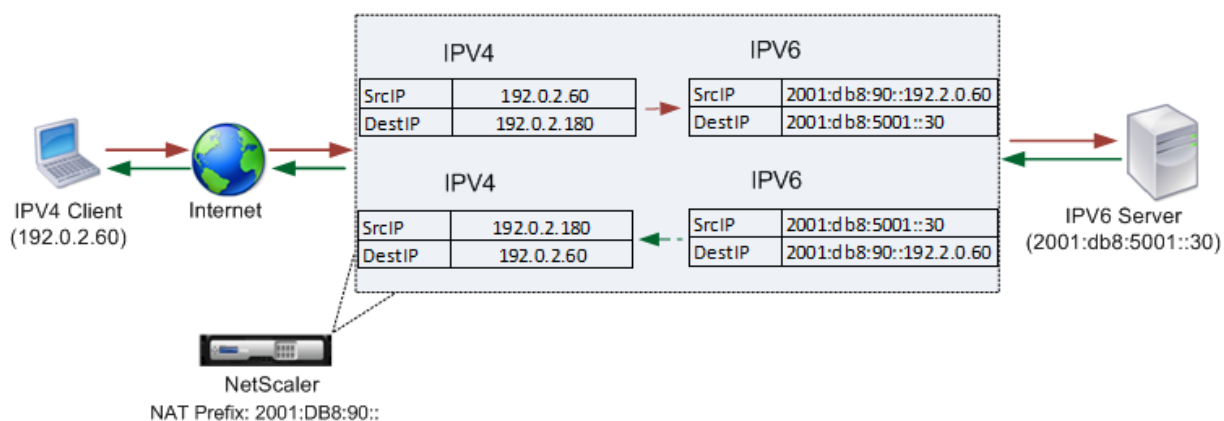 IPV4 IPV6
SrcIP 192.0.2.60 SrcIP 2001:db8:90::192.2.0.60
DestIP 192.0.2.180 DestIP 2001:db8:5001::30
IPV4 Client
(192.0.2.60)
Internet
IPV4 IPV6
SrcIP 192.0.2.180 SrcIP 2001:db8:5001::30
DestIP 192.0.2.60 DestIP 2001:db8:90::192.2.0.60
IPV6 Server
(2001:db8:5001::30)
NetScaler
NAT Prefix: 2001:DB8:90::